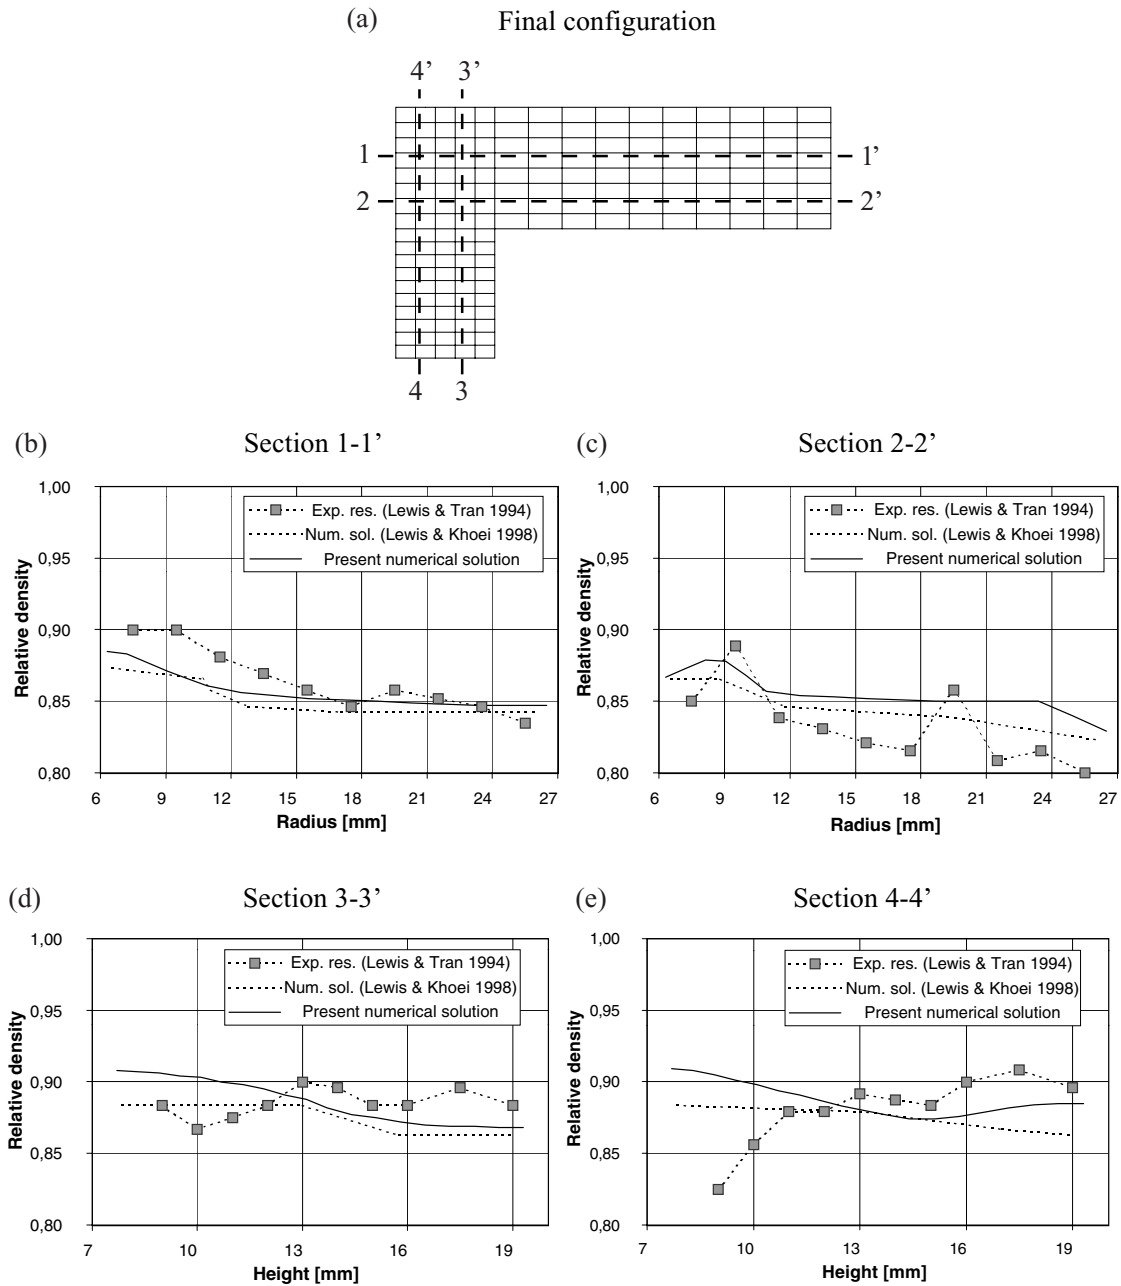 (a) Final configuration
4’ 3’
1 1’
2 2’
4 3
(b) Section 1-1’
1,00
0,95
0,90
0,85
0,80
Relative density
Exp. res. (Lewis & Tran 1994)
Num. sol. (Lewis & Khoei 1998)
Present numerical solution
6 9 12 15 18 21 24 27
Radius [mm]
(c) Section 2-2’
1,00
0,95
0,90
0,85
0,80
Relative density
Exp. res. (Lewis & Tran 1994)
Num. sol. (Lewis & Khoei 1998)
Present numerical solution
6 9 12 15 18 21 24 27
Radius [mm]
(d) Section 3-3’
1,00
0,95
0,90
0,85
0,80
Relative density
Exp. res. (Lewis & Tran 1994)
Num. sol. (Lewis & Khoei 1998)
Present numerical solution
7 10 13 16 19
Height [mm]
(e) Section 4-4’
1,00
0,95
0,90
0,85
0,80
Relative density
Exp. res. (Lewis & Tran 1994)
Num. sol. (Lewis & Khoei 1998)
Present numerical solution
7 10 13 16 19
Height [mm]